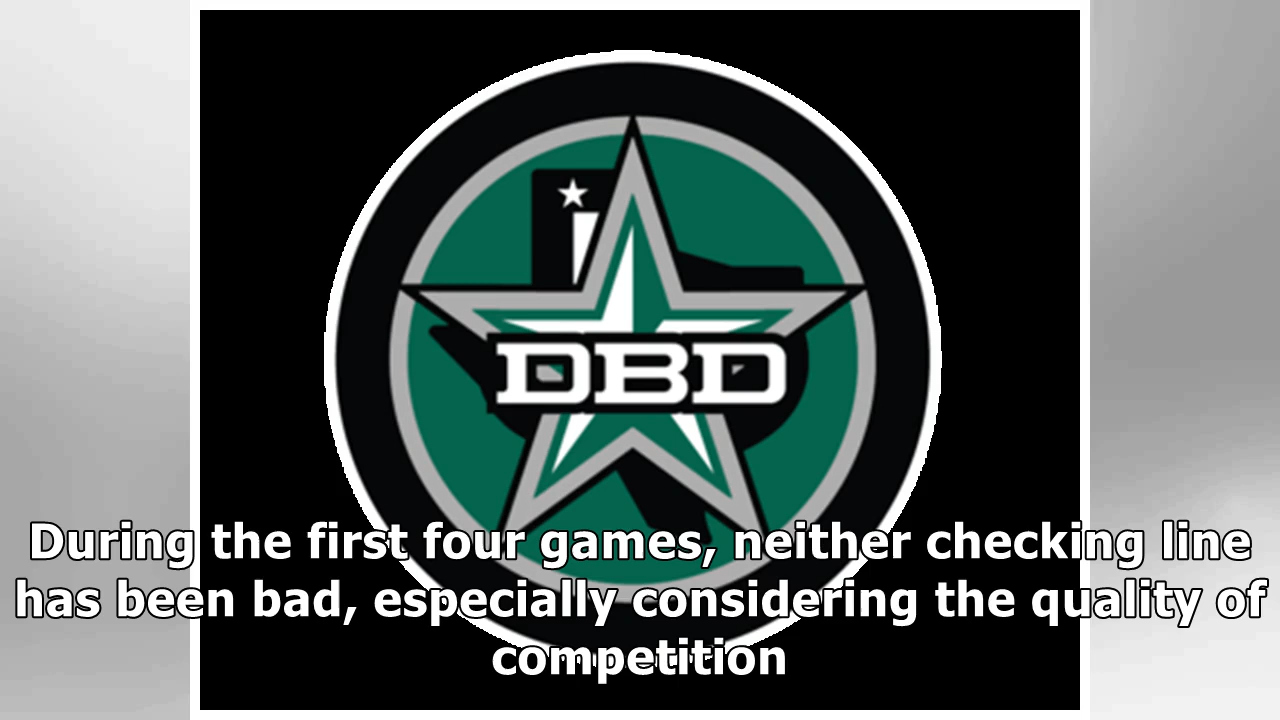 DBD
During the first four games, neither checking line
has been bad, especially considering the quality of
competition